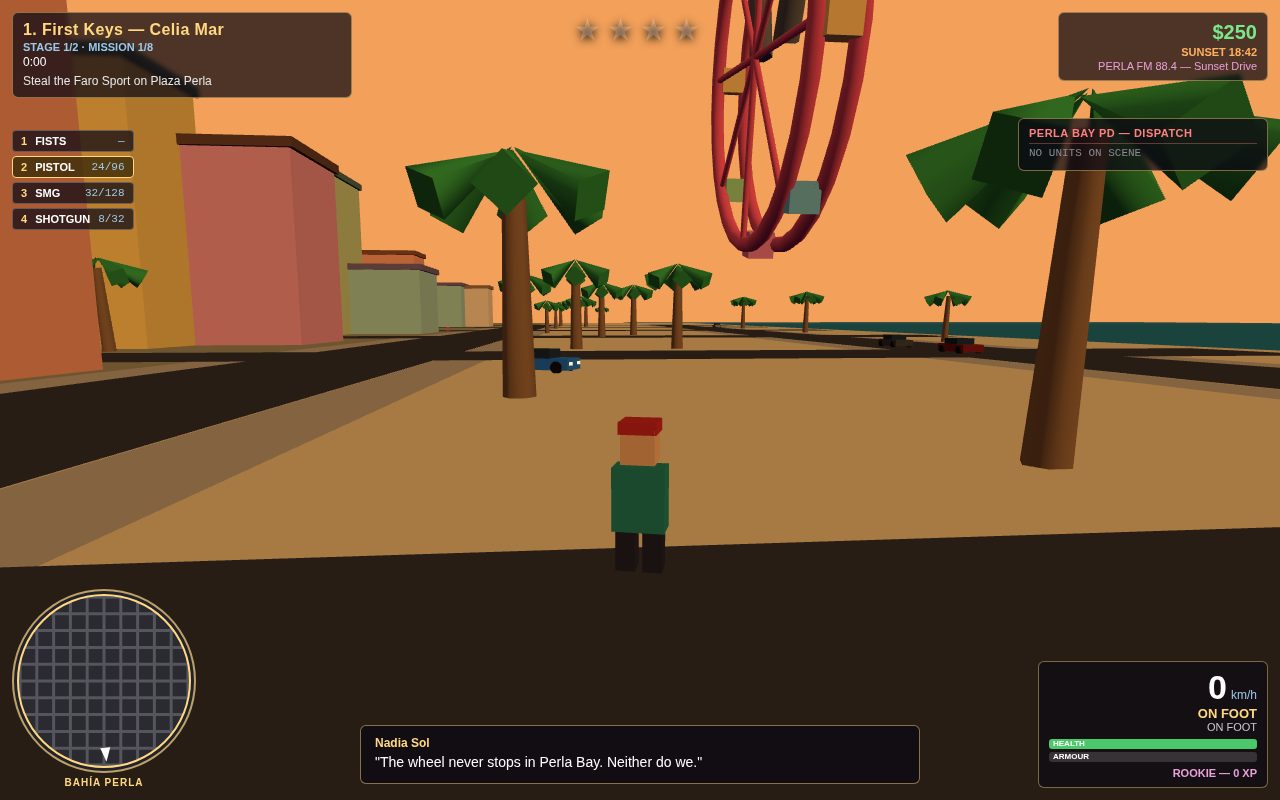 1. First Keys — Celia Mar
STAGE 1/2 · MISSION 1/8
0:00
Steal the Faro Sport on Plaza Perla
$250
SUNSET 18:42
PERLA FM 88.4 — Sunset Drive
PERLA BAY PD — DISPATCH
NO UNITS ON SCENE
1 FISTS –
2 PISTOL 24/96
3 SMG 32/128
4 SHOTGUN 8/32
BAHÍA PERLA
Nadia Sol
"The wheel never stops in Perla Bay. Neither do we."
0 km/h
ON FOOT
ON FOOT
HEALTH
ARMOUR
ROOKIE — 0 XP